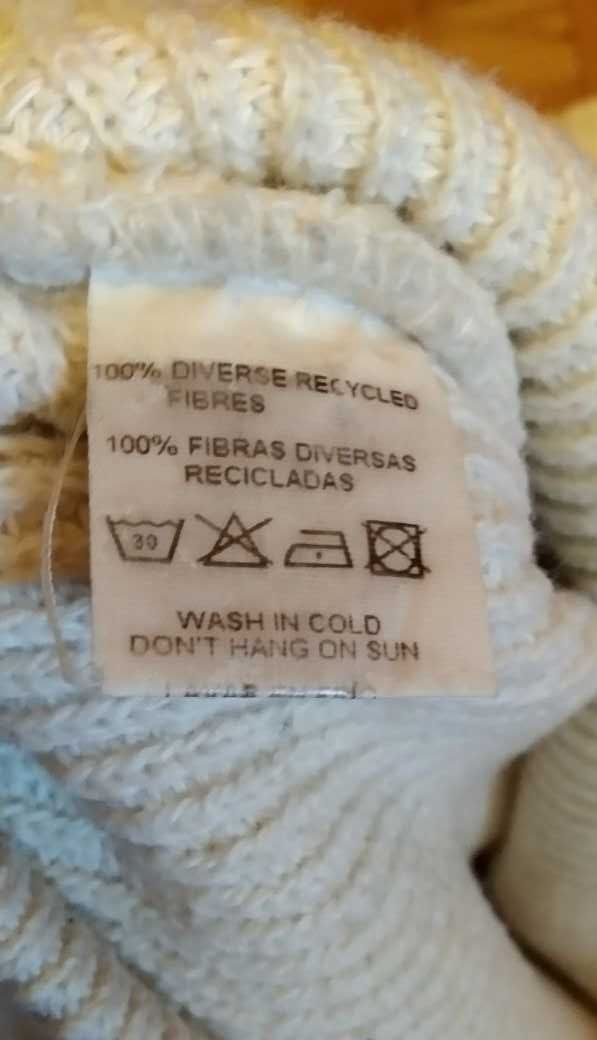 100% DIVERSE RECYCLED
FIBRES
100% FIBRAS DIVERSAS
RECICLADAS
30
WASH IN COLD
DON'T HANG ON SUN